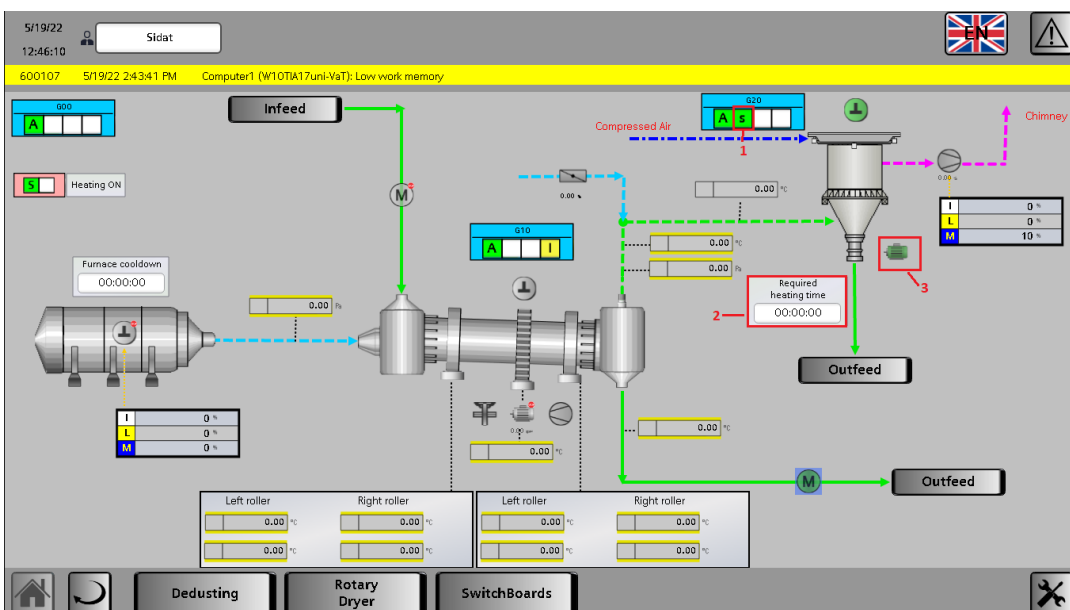 5/19/22
12:46:10
Sidat
EN
600107 5/19/22 2:43:41 PM Computer1 (W10TIA17uni-VaT): Low work memory
G00
A
Infeed
G20
A s
1
Compressed Air
Chimney
S Heating ON
M
0.00 %
0.00 °C
0.00 %
I 0 %
L 0 %
M 10 %
G10
A I
0.00 °C
0.00 Pa
3
Furnace cooldown
00:00:00
Required
heating time
00:00:00
2
0.00 Pa
Outfeed
I 0 %
L 0 %
M 0 %
0.00
0.00 °C
0.00 °C
M
Outfeed
Left roller Right roller
0.00 °C 0.00 °C
0.00 °C 0.00 °C
Left roller Right roller
0.00 °C 0.00 °C
0.00 °C 0.00 °C
Dedusting
Rotary
Dryer
SwitchBoards